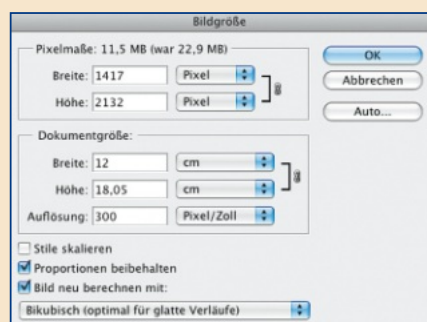 Bildgröße
Pixelmaße: 11,5 MB (war 22,9 MB)
Breite: 1417 Pixel
Höhe: 2132 Pixel
OK
Abbrechen
Auto...
Dokumentgröße:
Breite: 12 cm
Höhe: 18,05 cm
Auflösung: 300 Pixel/Zoll
Stile skalieren
Proportionen beibehalten
Bild neu berechnen mit:
Bikubisch (optimal für glatte Verläufe)